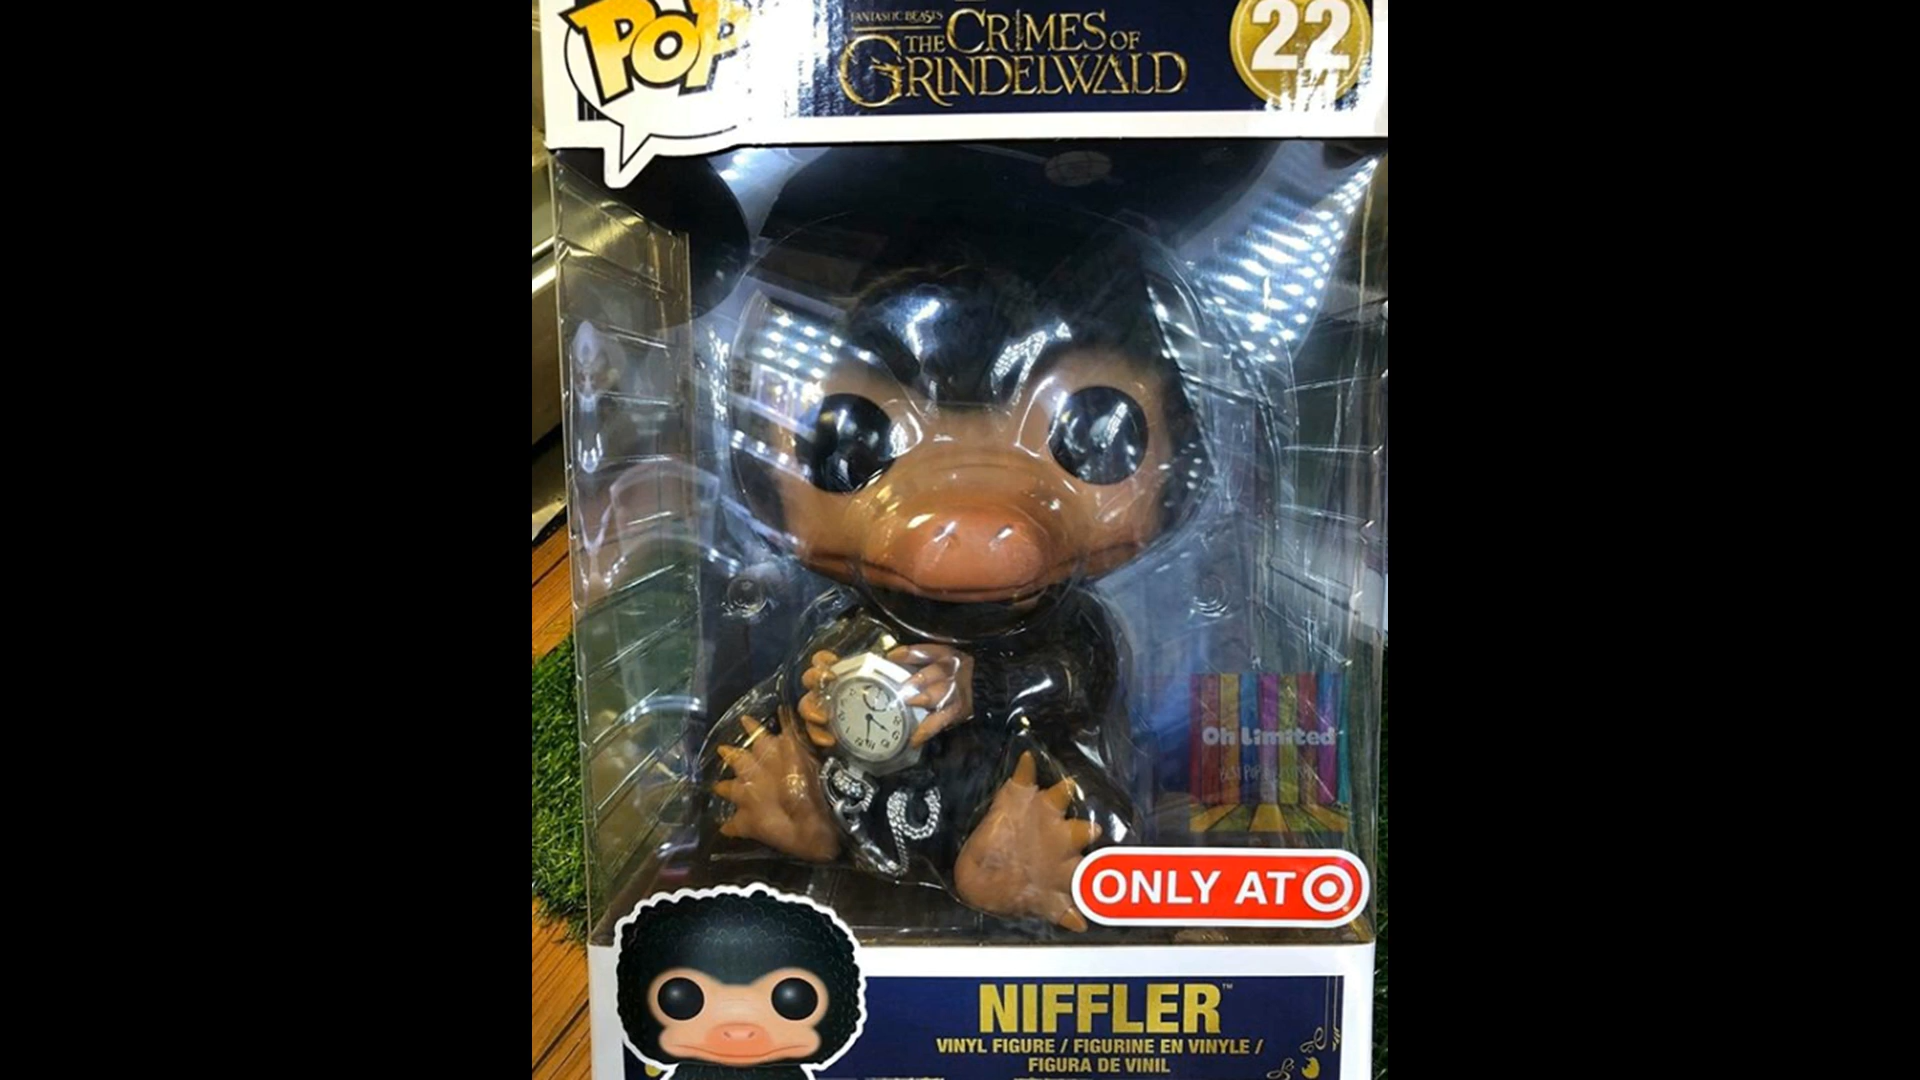 POP
FANTASTIC BEASTS
THE CRIMES OF
GRINDELWALD
22
Oh Limited
ONLY AT
NIFFLER™
VINYL FIGURE / FIGURINE EN VINYLE /
FIGURA DE VINIL